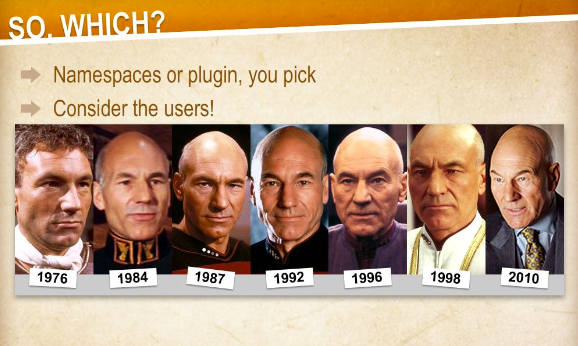 SO, WHICH?
Namespaces or plugin, you pick
Consider the users!
1976 1984 1987 1992 1996 1998 2010